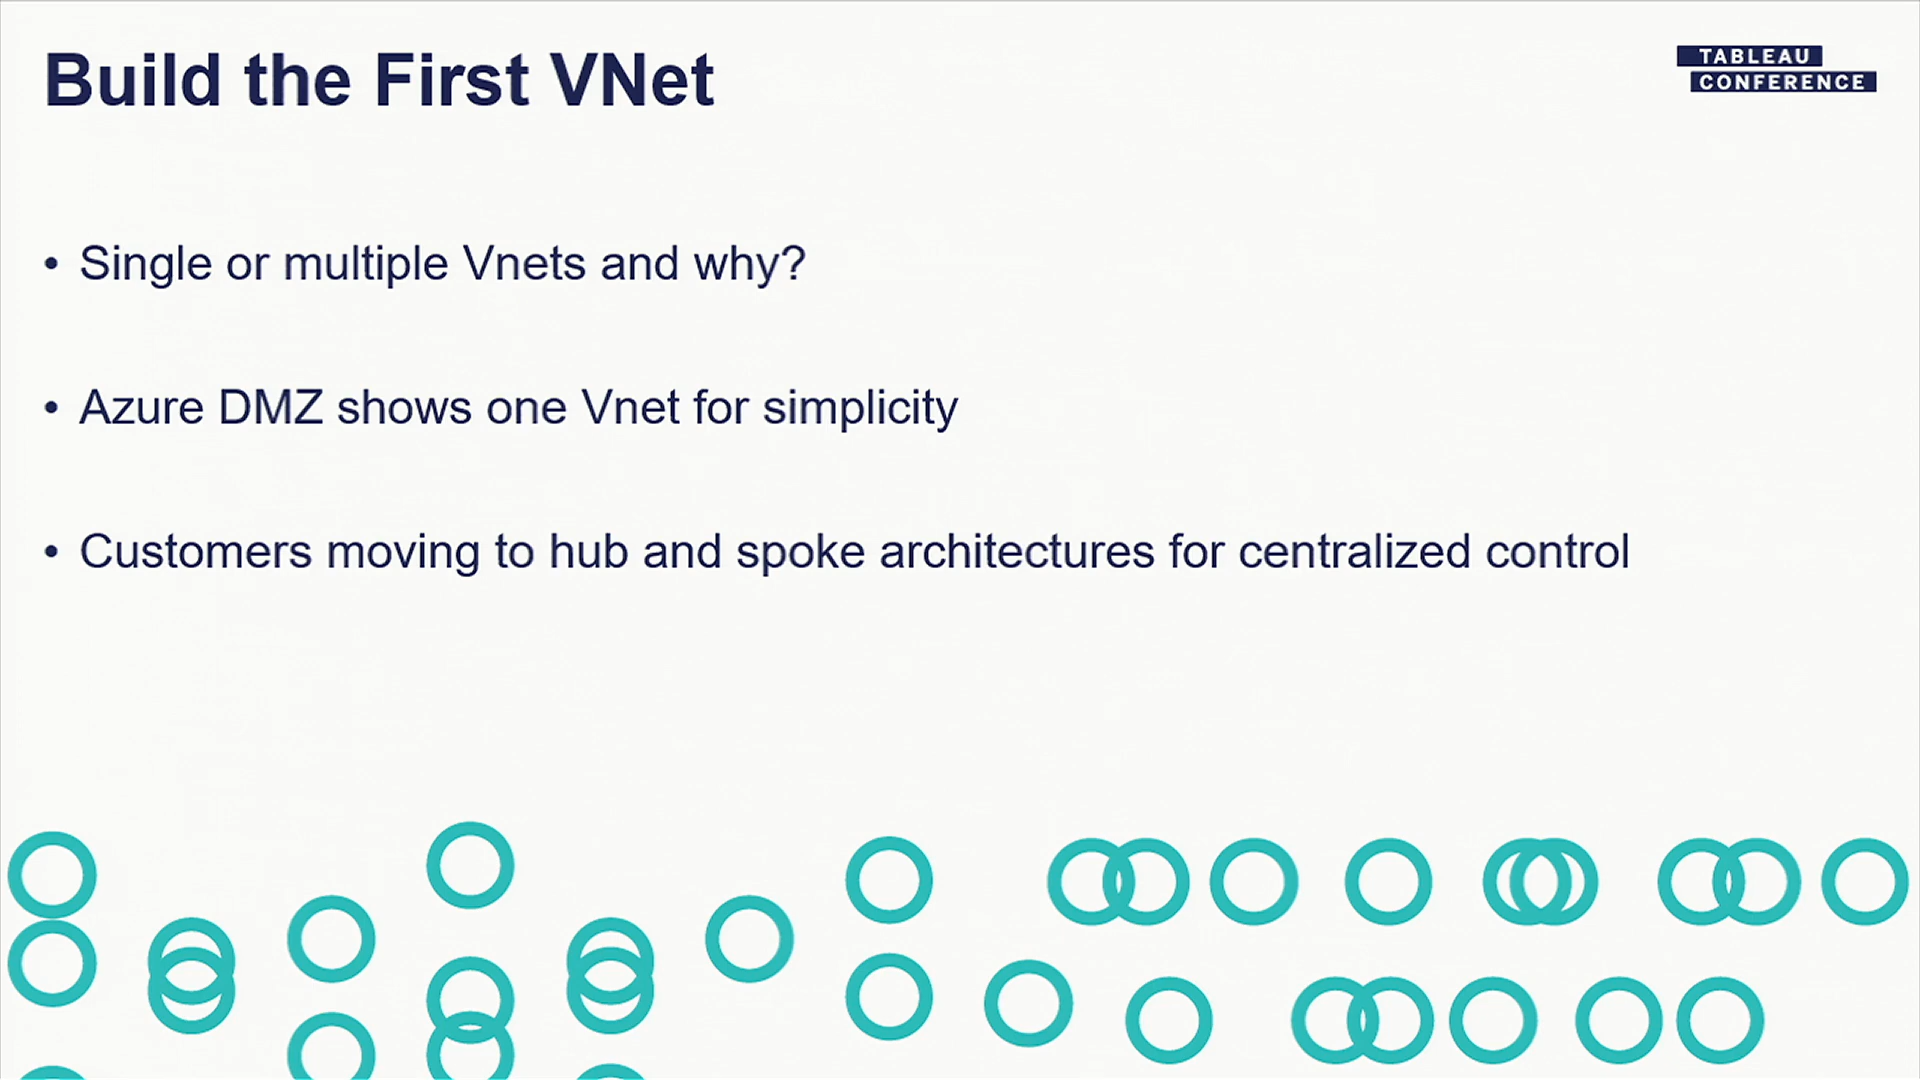 Build the First VNet
TABLEAU
CONFERENCE
• Single or multiple Vnets and why?
• Azure DMZ shows one Vnet for simplicity
• Customers moving to hub and spoke architectures for centralized control